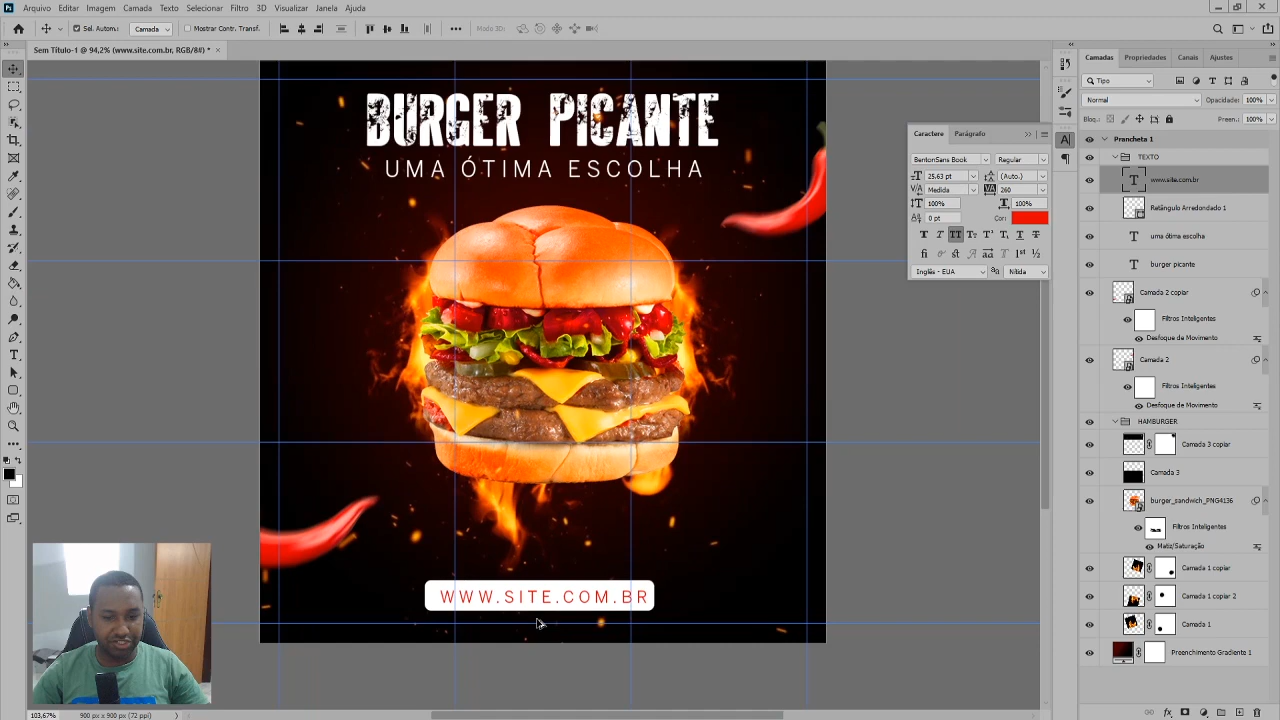 Arquivo Editar Imagem Camada Texto Selecionar Filtro 3D Visualizar Janela Ajuda
Sel. Autom.: Camada Mostrar Contr. Transf. Modo 3D:
Sem Título-1 @ 94,2% (www.site.com.br, RGB/8#) * ×
BURGER PICANTE
UMA ÓTIMA ESCOLHA
WWW.SITE.COM.BR
103,67% 900 px x 900 px (72 ppi)
Caractere Parágrafo
BentonSans Book Regular
25,63 pt (Auto.)
Medida 260
100% 100%
0 pt Cor:
Inglês - EUA Nítida
Camadas Propriedades Canais Ajustes
Tipo
Normal Opacidade: 100%
Bloq.: Preen.: 100%
Prancheta 1
TEXTO
www.site.com.br
Retângulo Arredondado 1
uma ótima escolha
burger picante
Camada 2 copiar
Filtros Inteligentes
Desfoque de Movimento
Camada 2
Filtros Inteligentes
Desfoque de Movimento
HAMBURGER
Camada 3 copiar
Camada 3
burger_sandwich_PNG4136
Filtros Inteligentes
Matiz/Saturação
Camada 1 copiar
Camada 1 copiar 2
Camada 1
Preenchimento Gradiente 1